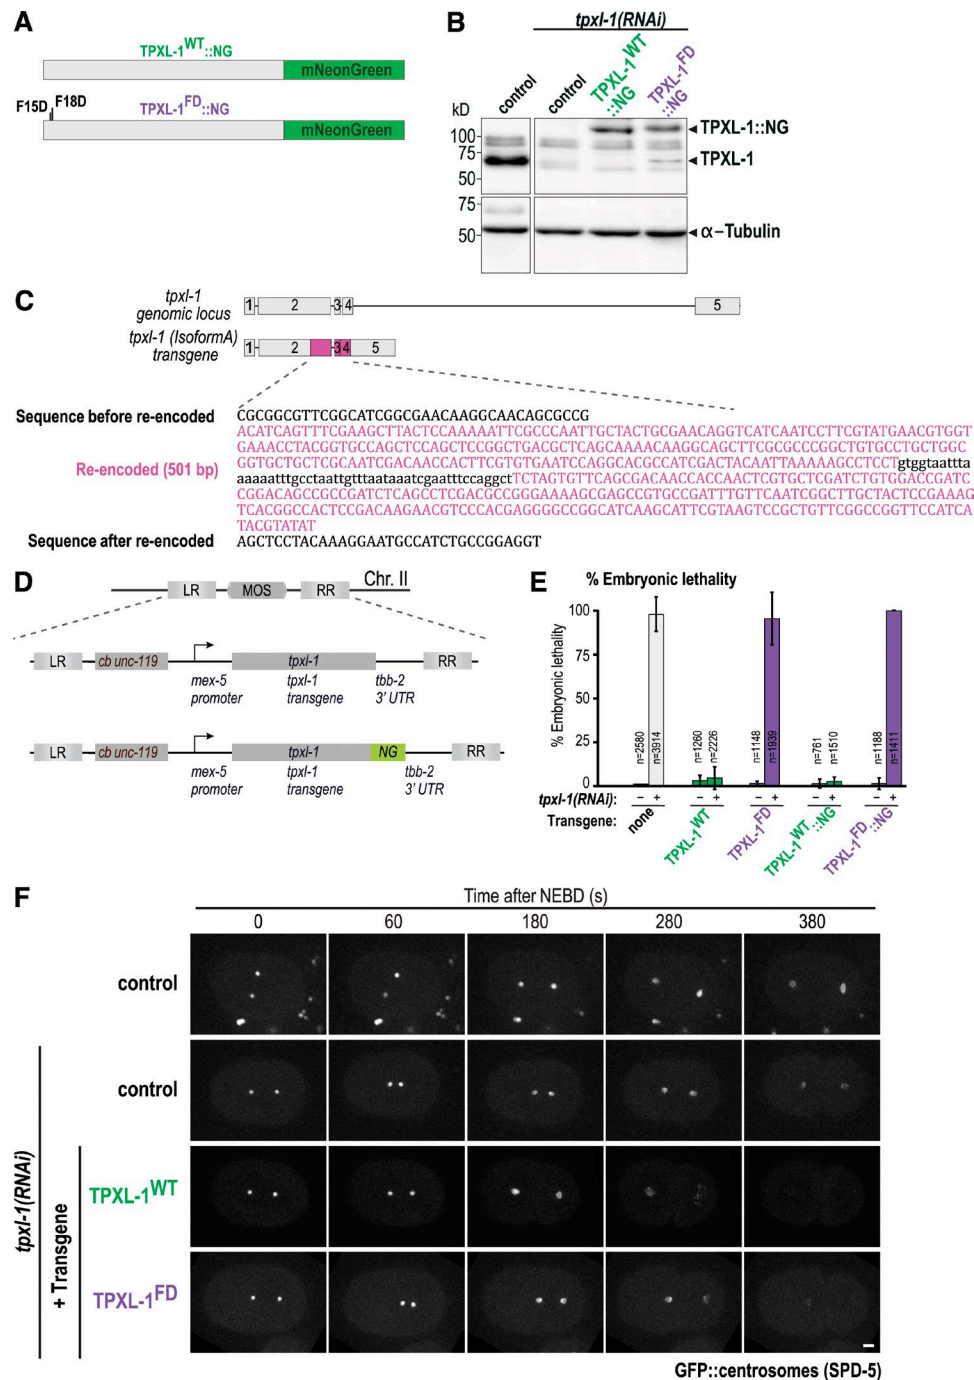 A
TPXL-1WT::NG
mNeonGreen
F15D F18D
TPXL-1FD::NG
mNeonGreen
B
tpxl-1(RNAi)
control
control
TPXL-1WT ::NG
TPXL-1FD ::NG
kD
100
75
50
TPXL-1::NG
TPXL-1
75
50
α-Tubulin
C
tpxl-1
genomic locus
1 2 3 4 5
tpxl-1 (IsoformA)
transgene
1 2 3 4 5
Sequence before re-encoded
CGCGGCGTTCGGCATCGGCGAACAAGGCAACAGCGCCG
Re-encoded (501 bp)
ACATCAGTTTCGAAGCTTACTCCAAAAATTCGCCCAATTGCTACTGCGAACAGGTCATCAATCCTTCGTATGAACGTGGT
GAAACCTACGGTGCCAGCTCCAGCTCCGGCTGACGCTCAGCAAAACAAGGCAGCTTCGCGCCCGGCTGTGCCTGCTGGC
GGTGCTGCTCGCAATCGACAACCACTTCGTGTGAATCCAGGCACGCCATCGACTACAATTAAAAAGCCTCCTgtggtaattta
aaaaatttgcctaattgtttaataaatcgaatttccaggctTCTAGTGTTCAGCGACAACCACCAACTCGTGCTCGATCTGTGGACCGATC
CGGACAGCCGCCGATCTCAGCCTCGACGCCGGGAAAAGCGAGCCGTGCCGATTTGTTCAATCGGCTTGCTACTCCGAAAG
TCACGGCCACTCCGACAAGAACGTCCCACGAGGGGCCGGCATCAAGCATTCGTAAGTCCGCTGTTCGGCCGGTTCCATCA
TACGTATAT
Sequence after re-encoded
AGCTCCTACAAAGGAATGCCATCTGCCGGAGGT
D
LR MOS RR Chr. II
LR cb unc-119 tpxl-1 RR
mex-5 promoter
tpxl-1 transgene
tbb-2 3' UTR
LR cb unc-119 tpxl-1 NG RR
mex-5 promoter
tpxl-1 transgene
tbb-2 3' UTR
E
% Embryonic lethality
% Embryonic lethality
100
75
50
25
0
n=2580
n=3914
n=1260
n=2226
n=1148
n=1939
n=761
n=1510
n=1188
n=1411
tpxl-1(RNAi): − + − + − + − + − +
Transgene:
none
TPXL-1WT
TPXL-1FD
TPXL-1WT::NG
TPXL-1FD::NG
F
Time after NEBD (s)
0 60 180 280 380
control
control
tpxl-1(RNAi)
+ Transgene
TPXL-1WT
TPXL-1FD
GFP::centrosomes (SPD-5)